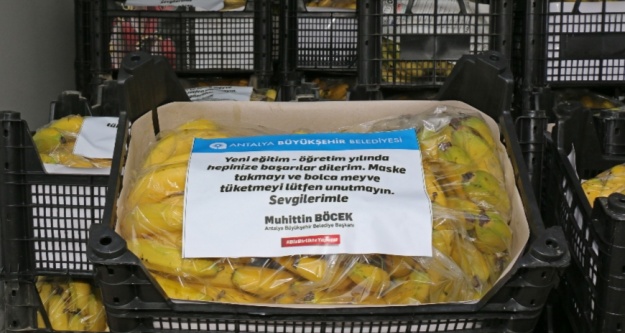 ANTALYA BÜYÜKŞEHİR BELEDİYESİ
Yeni eğitim - öğretim yılında
hepinize başarılar dilerim. Maske
takmayı ve bolca meyve
tüketmeyi lütfen unutmayın.
Sevgilerimle
Muhittin BÖCEK
Antalya Büyükşehir Belediye Başkanı